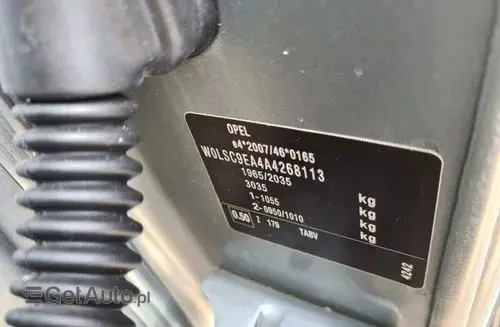 OPEL
e4*2007/46*0165
W0LSC9EA4A4268113
1965/2035 kg
3035 kg
1-1055 kg
2-0950/1010 kg
0.50 I 179 TABV
4242
GetAuto.pl